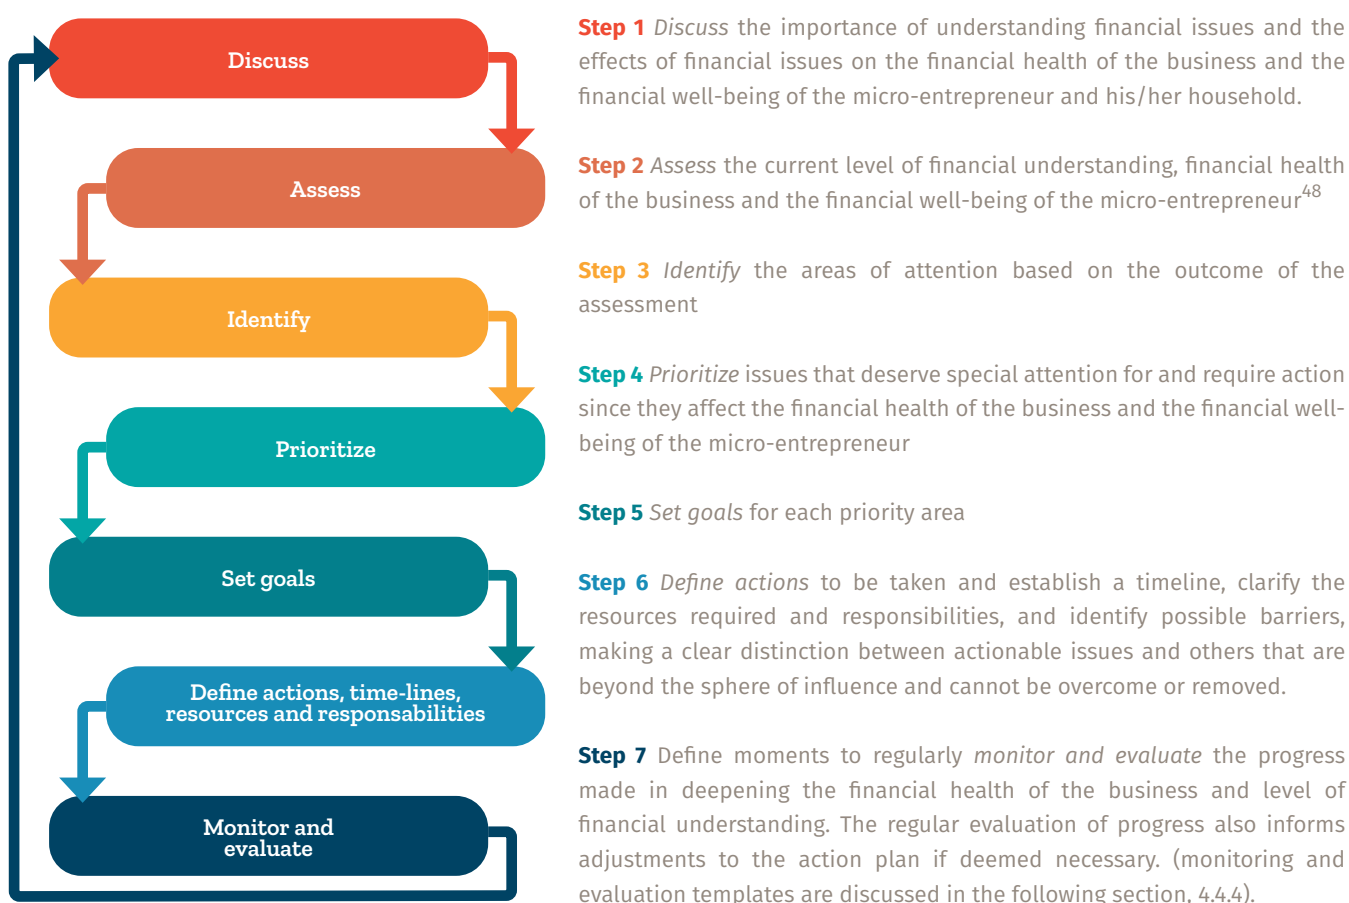 Discuss
Assess
Identify
Prioritize
Set goals
Define actions, time-lines,
resources and responsabilities
Monitor and
evaluate
Step 1 Discuss the importance of understanding financial issues and the
effects of financial issues on the financial health of the business and the
financial well-being of the micro-entrepreneur and his/her household.
Step 2 Assess the current level of financial understanding, financial health
of the business and the financial well-being of the micro-entrepreneur48
Step 3 Identify the areas of attention based on the outcome of the
assessment
Step 4 Prioritize issues that deserve special attention for and require action
since they affect the financial health of the business and the financial well-
being of the micro-entrepreneur
Step 5 Set goals for each priority area
Step 6 Define actions to be taken and establish a timeline, clarify the
resources required and responsibilities, and identify possible barriers,
making a clear distinction between actionable issues and others that are
beyond the sphere of influence and cannot be overcome or removed.
Step 7 Define moments to regularly monitor and evaluate the progress
made in deepening the financial health of the business and level of
financial understanding. The regular evaluation of progress also informs
adjustments to the action plan if deemed necessary. (monitoring and
evaluation templates are discussed in the following section, 4.4.4).